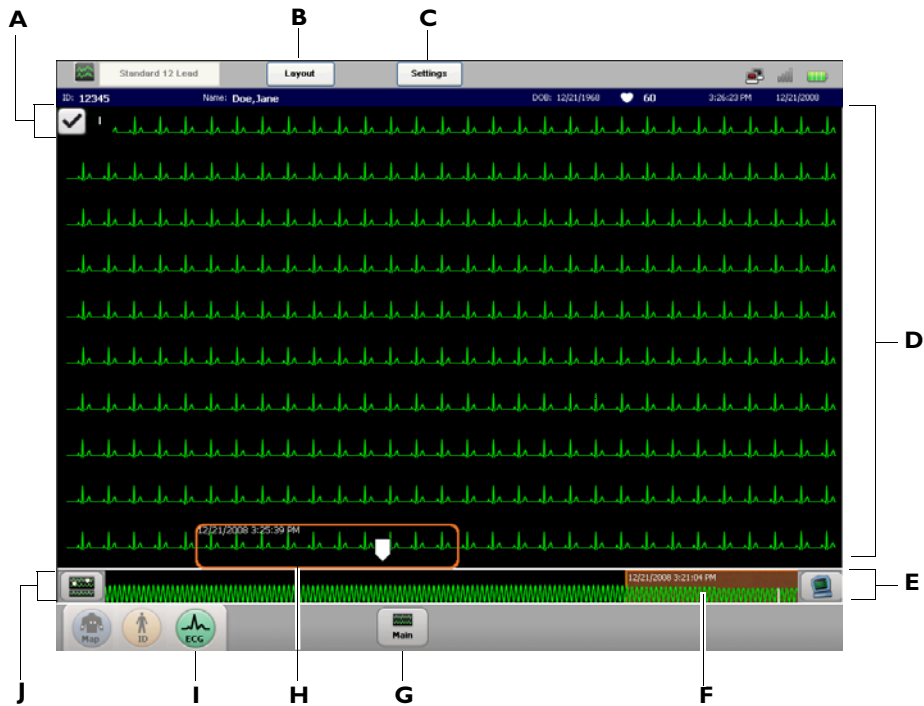 A
B
C
Standard 12 Lead
Layout
Settings
ID: 12345
Name: Doe,Jane
DOB: 12/21/1968
60
3:26:23 PM
12/21/2008
I
D
12/21/2008 3:25:39 PM
12/21/2008 3:21:04 PM
E
Map
ID
ECG
Main
J
I
H
G
F